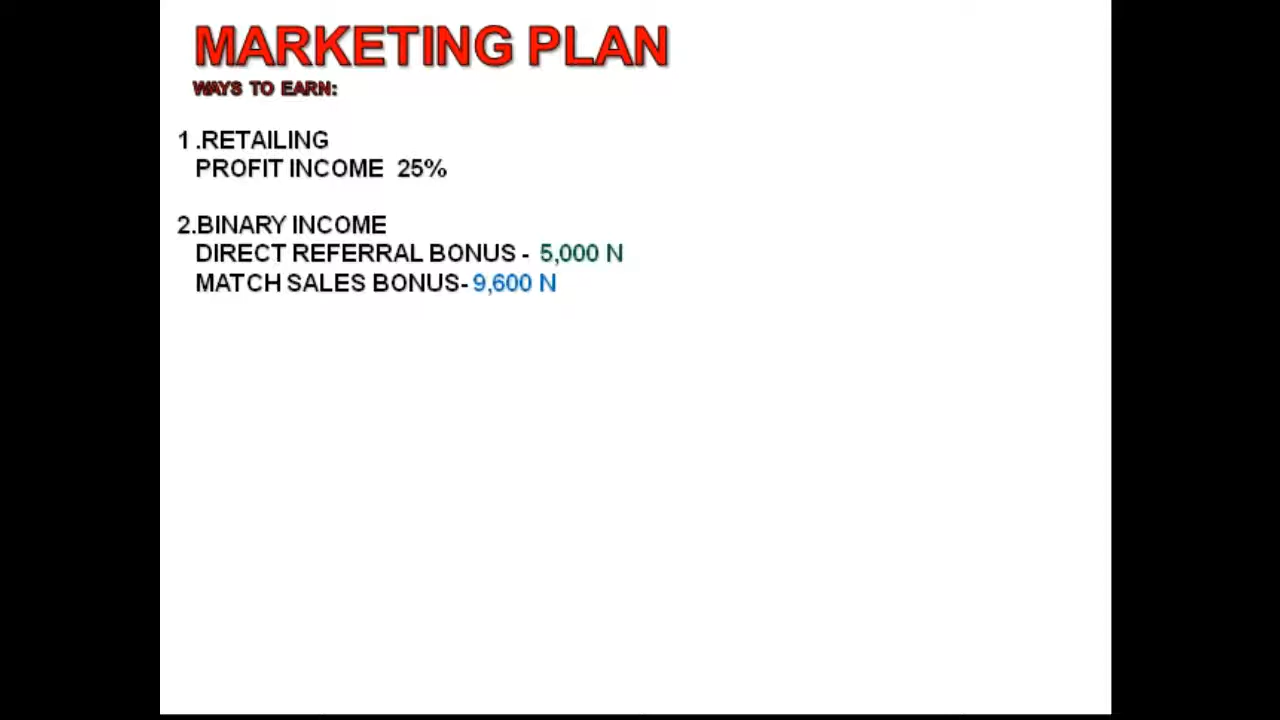 MARKETING PLAN
WAYS TO EARN:
1 .RETAILING
PROFIT INCOME 25%
2.BINARY INCOME
DIRECT REFERRAL BONUS - 5,000 N
MATCH SALES BONUS- 9,600 N